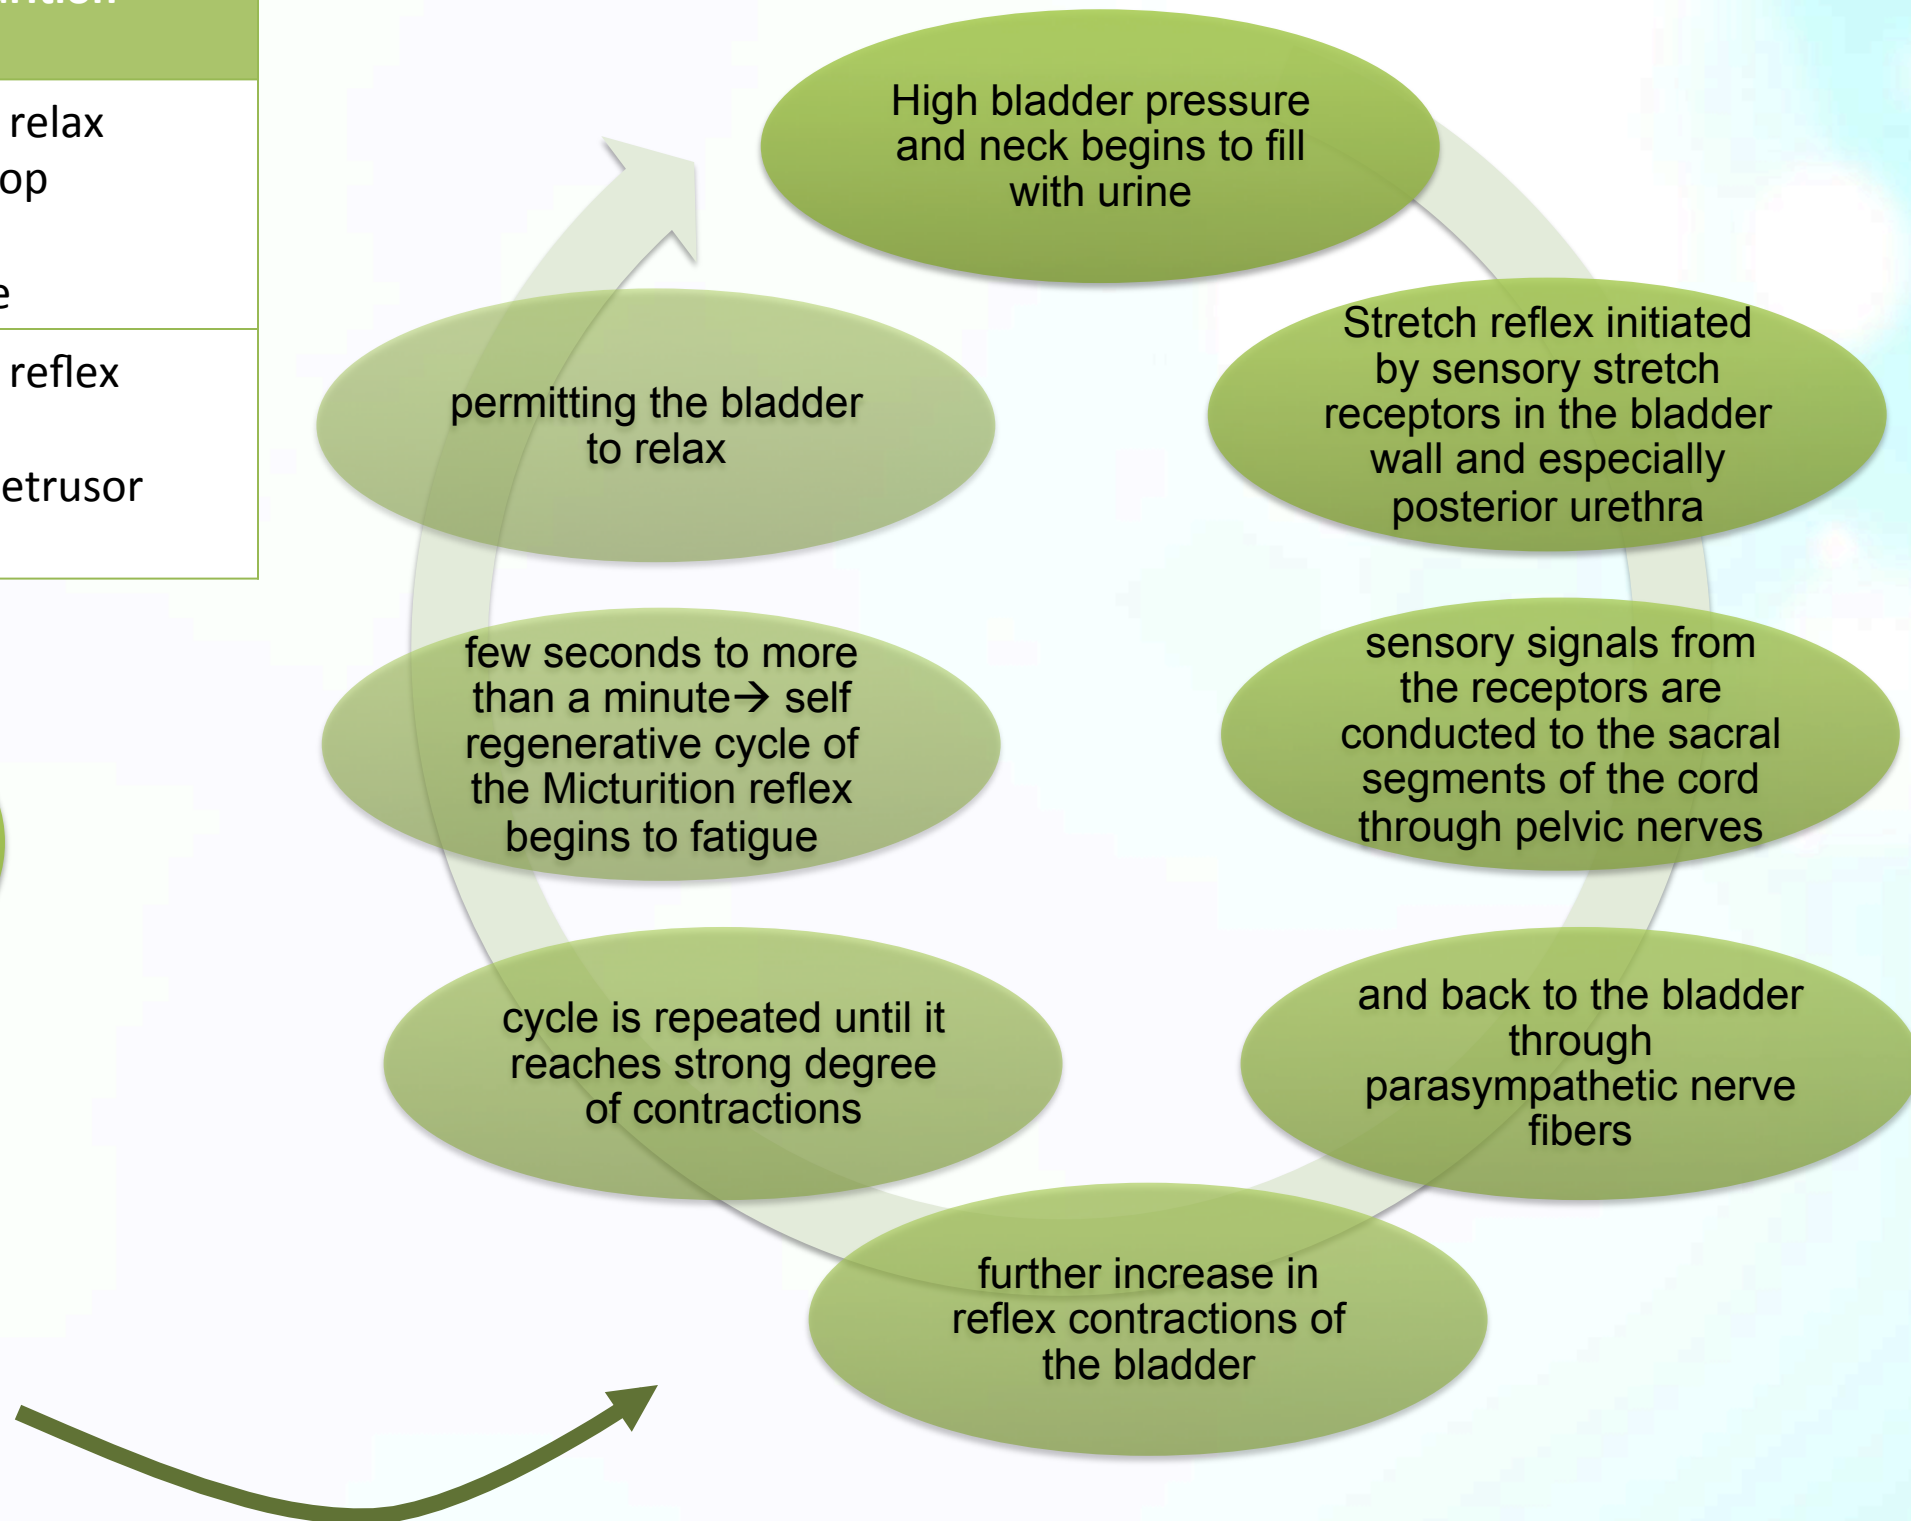 relax
op
e
reflex
etrusor
High bladder pressure
and neck begins to fill
with urine
Stretch reflex initiated
by sensory stretch
receptors in the bladder
wall and especially
posterior urethra
sensory signals from
the receptors are
conducted to the sacral
segments of the cord
through pelvic nerves
and back to the bladder
through
parasympathetic nerve
fibers
further increase in
reflex contractions of
the bladder
cycle is repeated until it
reaches strong degree
of contractions
few seconds to more
than a minute→ self
regenerative cycle of
the Micturition reflex
begins to fatigue
permitting the bladder
to relax